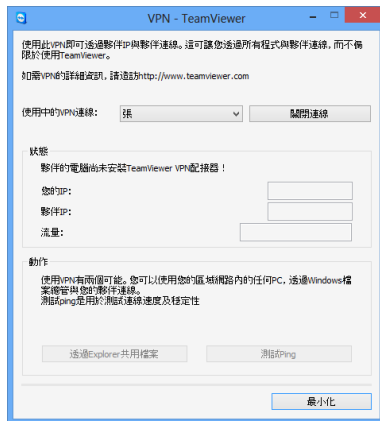 VPN - TeamViewer
使用此VPN即可透過夥伴IP與夥伴連線。這可讓您透過所有程式與夥伴連線，而不侷
限於使用TeamViewer。
如需VPN的詳細資訊，請造訪http://www.teamviewer.com
使用中的VPN連線: 張 關閉連線
狀態
夥伴的電腦尚未安裝TeamViewer VPN配接器！
您的IP:
夥伴IP:
流量:
動作
使用VPN有兩個可能。您可以使用您的區域網路內的任何PC，透過Windows檔
案總管與您的夥伴連線。
測試ping是用於測試連線速度及穩定性
透過Explorer共用檔案 測試Ping
最小化